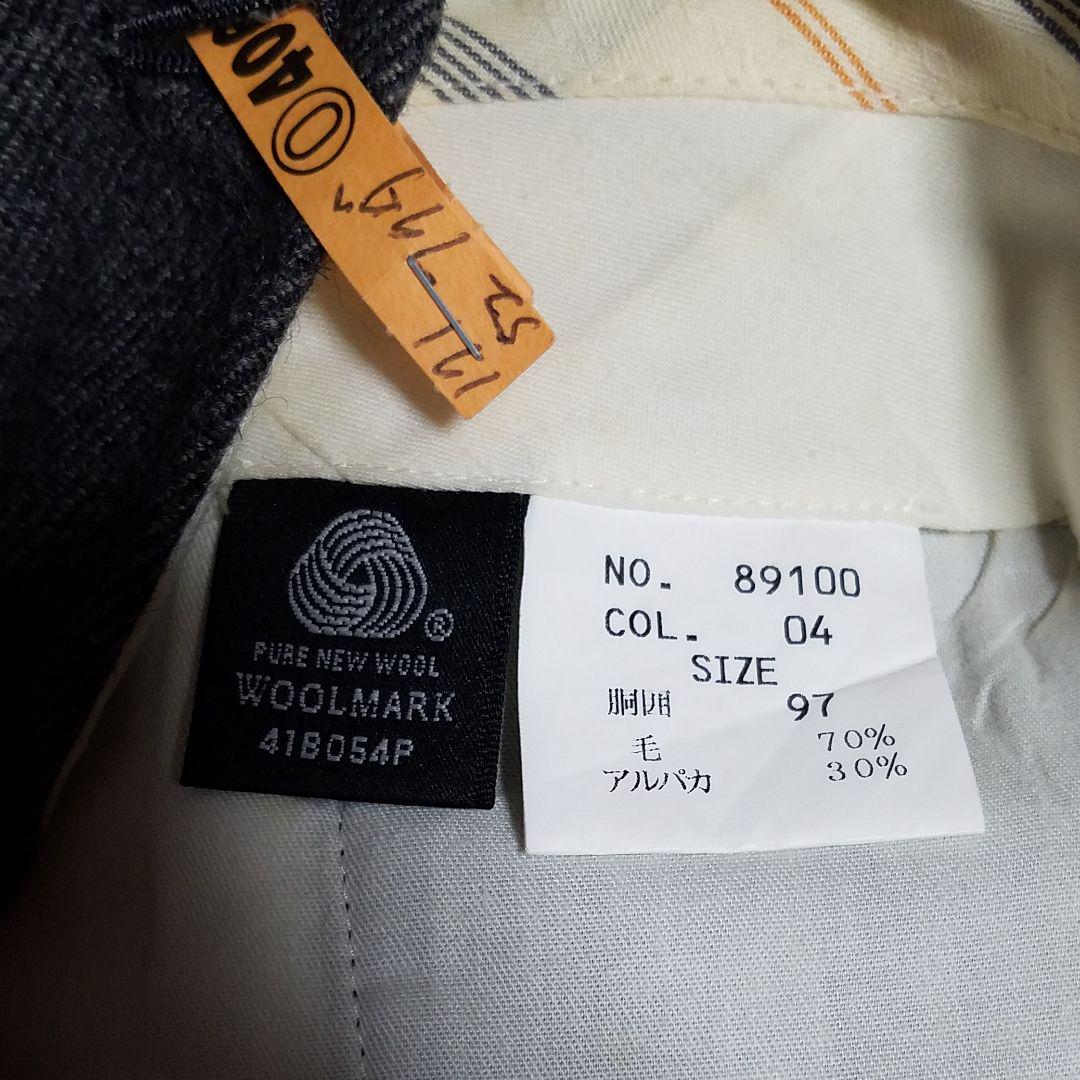 40
O
PURE NEW WOOL
WOOLMARK
41B054P
®
NO. 89100
COL. 04
SIZE
胴囲 97
毛 70%
アルパカ 30%